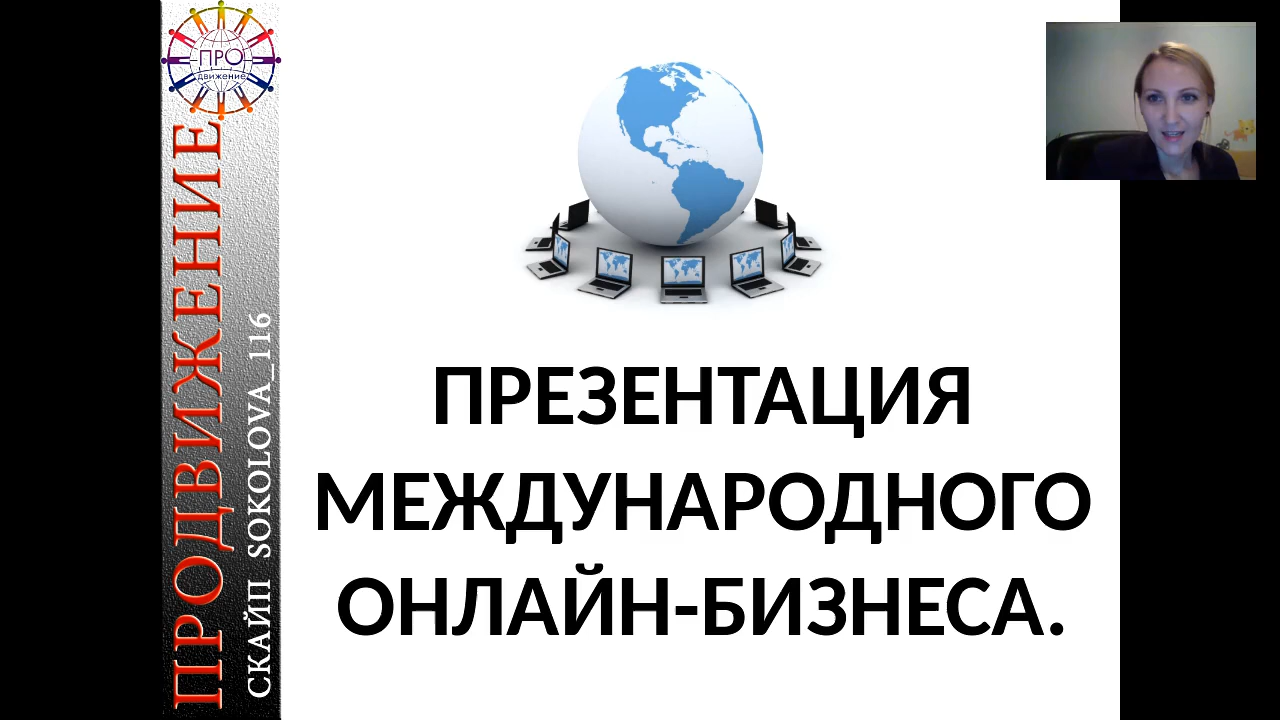 ПРО
движение
ПРОДВИЖЕНИЕ
СКАЙП SOKOLOVA_116
ПРЕЗЕНТАЦИЯ
МЕЖДУНАРОДНОГО
ОНЛАЙН-БИЗНЕСА.